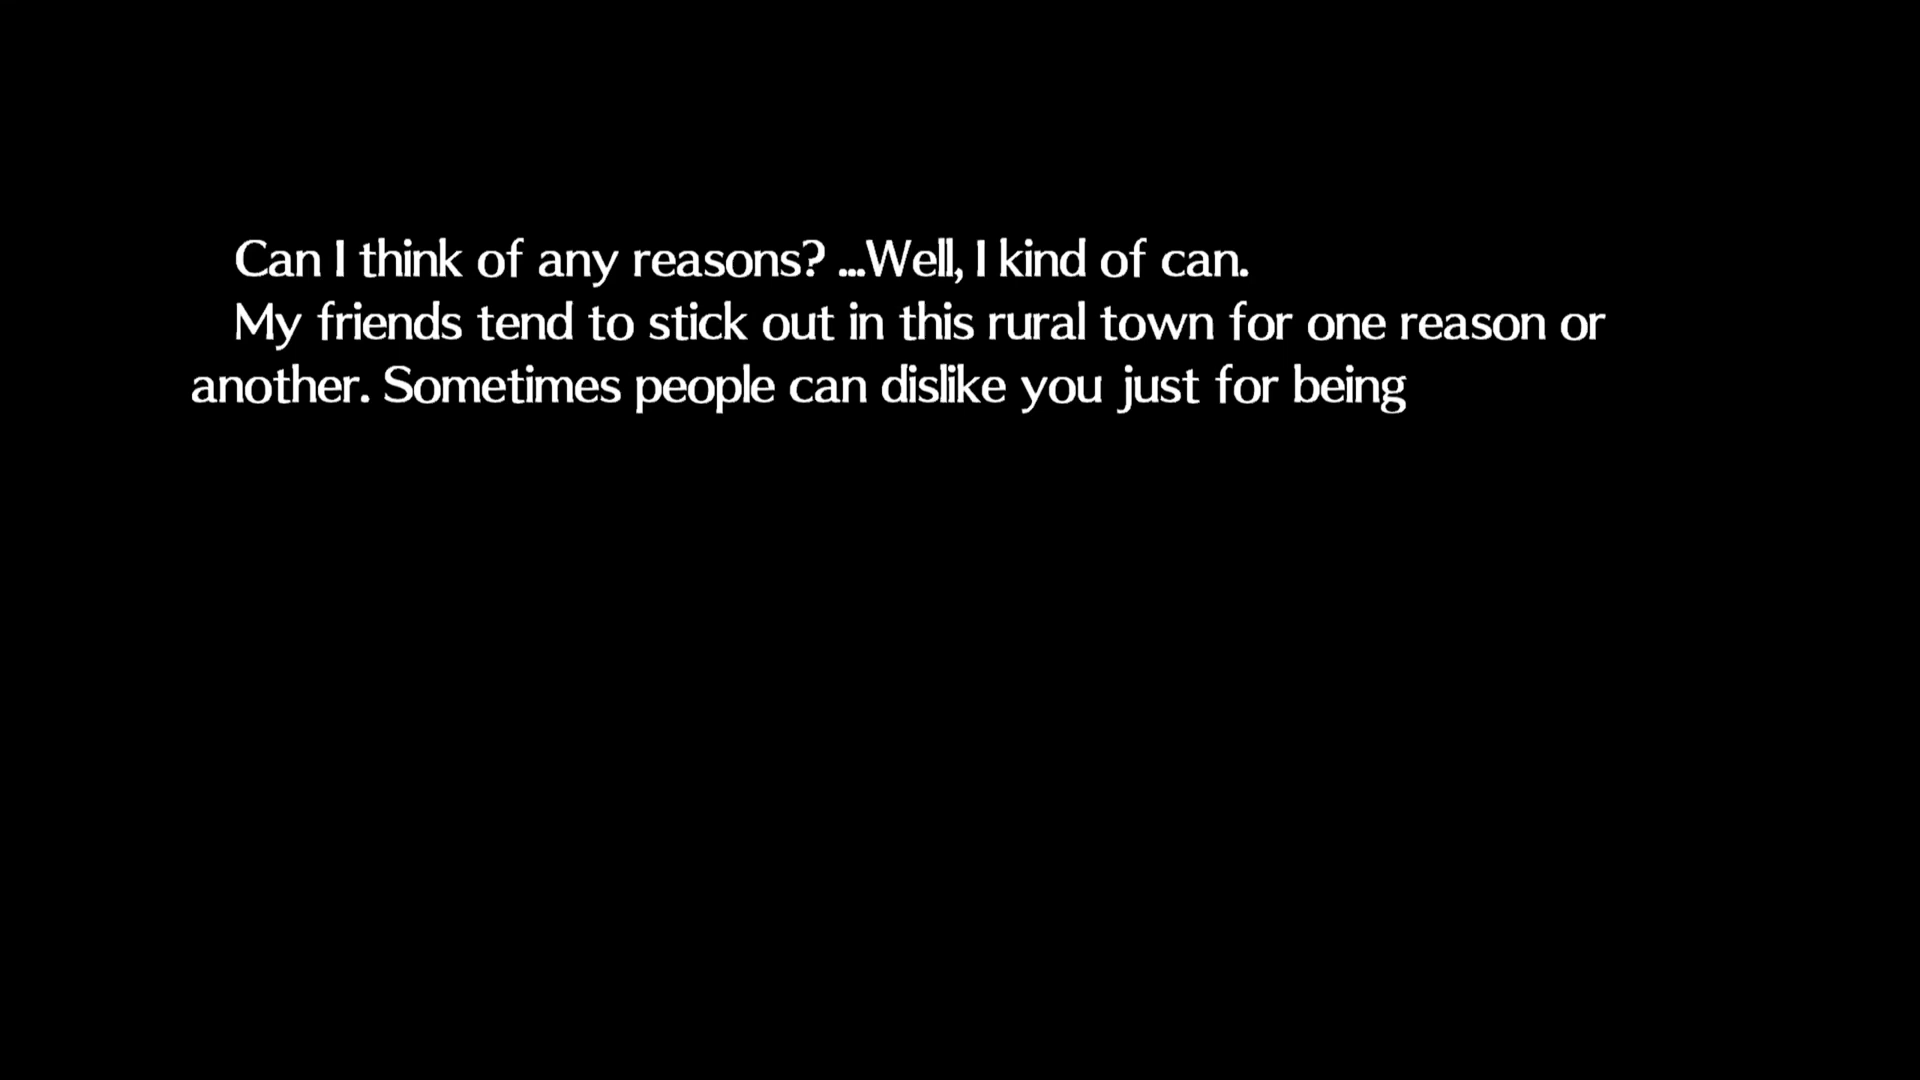 Can I think of any reasons? ...Well, I kind of can.
My friends tend to stick out in this rural town for one reason or
another. Sometimes people can dislike you just for being